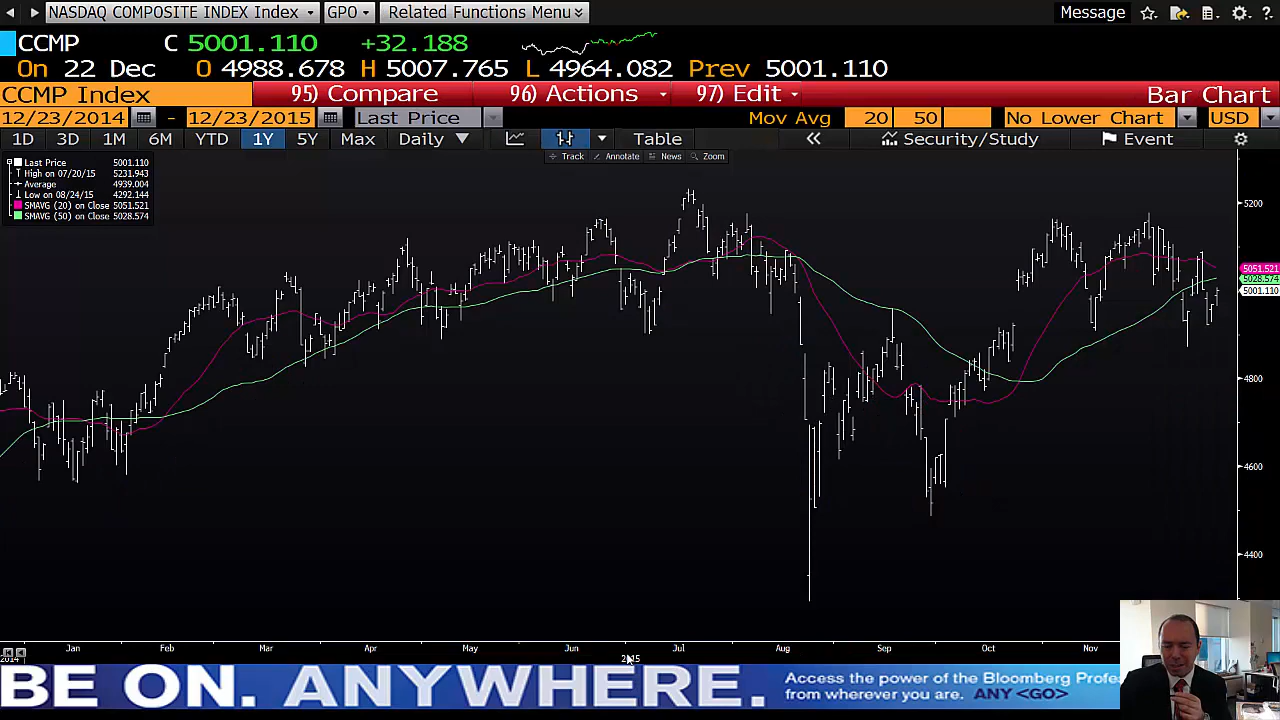 NASDAQ COMPOSITE INDEX Index GPO Related Functions Menu Message
CCMP C 5001.110 +32.188
On 22 Dec O 4988.678 H 5007.765 L 4964.082 Prev 5001.110
CCMP Index 95) Compare 96) Actions 97) Edit Bar Chart
12/23/2014 - 12/23/2015 Last Price Mov Avg 20 50 No Lower Chart USD
1D 3D 1M 6M YTD 1Y 5Y Max Daily Table Security/Study Event
Track Annotate News Zoom
Last Price 5001.110
High on 07/20/15 5231.943
Average 4939.004
Low on 08/24/15 4292.144
SMAVG (20) on Close 5051.521
SMAVG (50) on Close 5028.574
5200
5051.521
5028.574
5001.110
4800
4600
4400
Jan Feb Mar Apr May Jun Jul Aug Sep Oct Nov
2014 2015
BE ON. ANYWHERE. Access the power of the Bloomberg Profe
from wherever you are. ANY <GO>